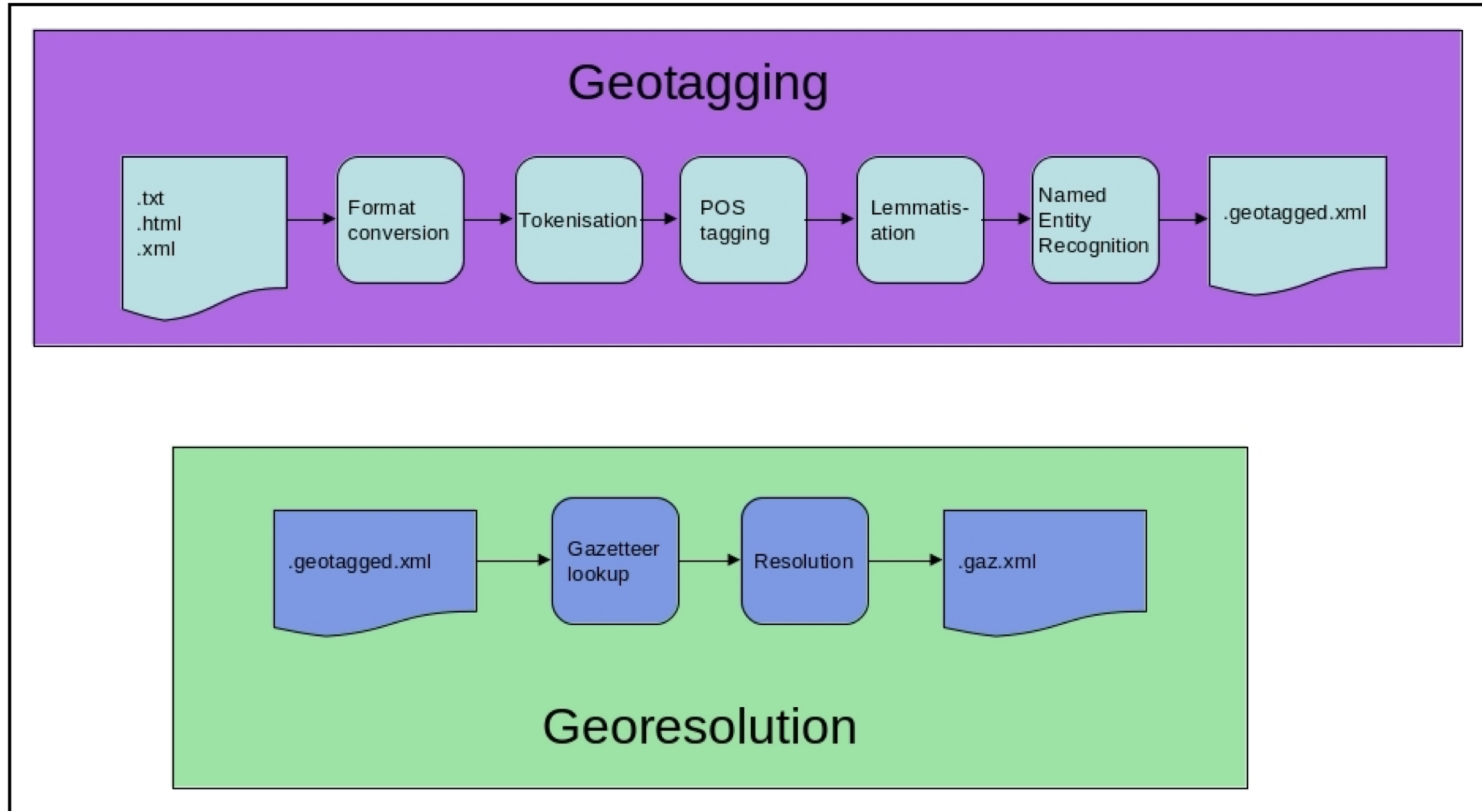 Geotagging
.txt
.html
.xml
Format
conversion
Tokenisation
POS
tagging
Lemmatis-
ation
Named
Entity
Recognition
.geotagged.xml
.geotagged.xml
Gazetteer
lookup
Resolution
.gaz.xml
Georesolution